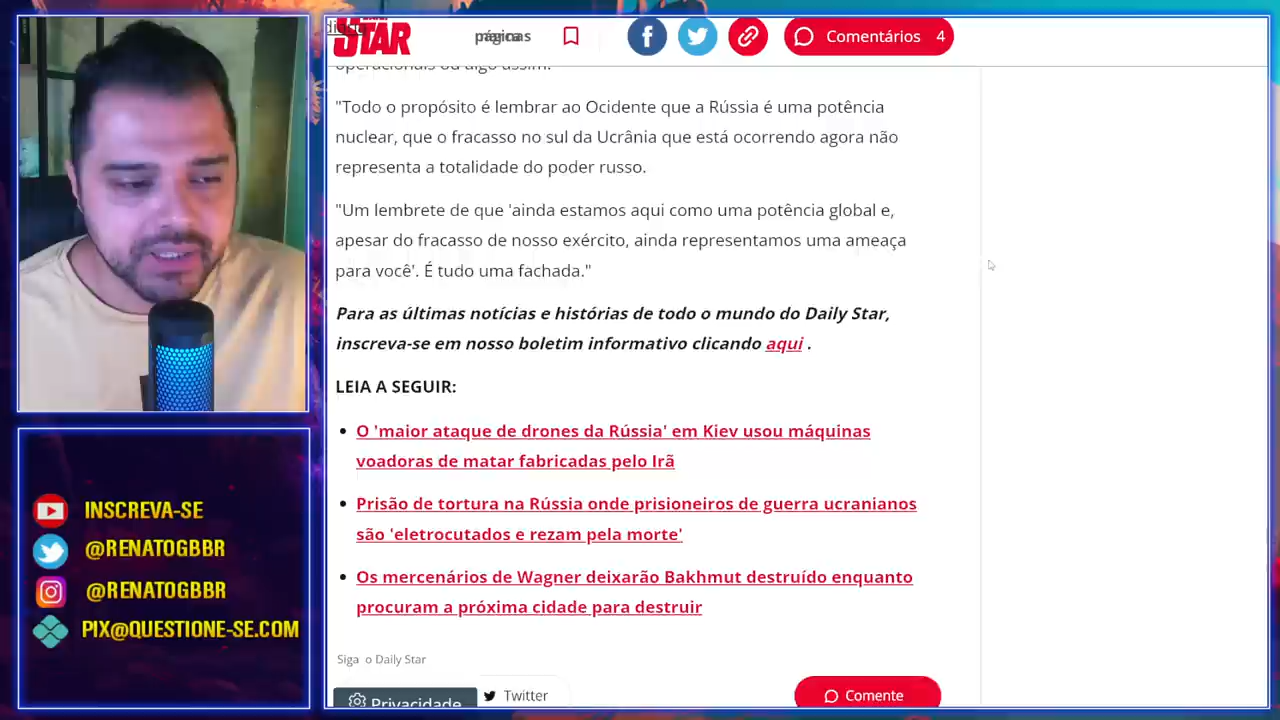 STAR
Comentários 4
operacionais ou algo assim.
"Todo o propósito é lembrar ao Ocidente que a Rússia é uma potência
nuclear, que o fracasso no sul da Ucrânia que está ocorrendo agora não
representa a totalidade do poder russo.
"Um lembrete de que 'ainda estamos aqui como uma potência global e,
apesar do fracasso de nosso exército, ainda representamos uma ameaça
para você'. É tudo uma fachada."
Para as últimas notícias e histórias de todo o mundo do Daily Star,
inscreva-se em nosso boletim informativo clicando aqui .
LEIA A SEGUIR:
O 'maior ataque de drones da Rússia' em Kiev usou máquinas
voadoras de matar fabricadas pelo Irã
Prisão de tortura na Rússia onde prisioneiros de guerra ucranianos
são 'eletrocutados e rezam pela morte'
Os mercenários de Wagner deixarão Bakhmut destruído enquanto
procuram a próxima cidade para destruir
Siga o Daily Star
Privacidade
Twitter
Comente
INSCREVA-SE
@RENATOGBBR
@RENATOGBBR
PIX@QUESTIONE-SE.COM